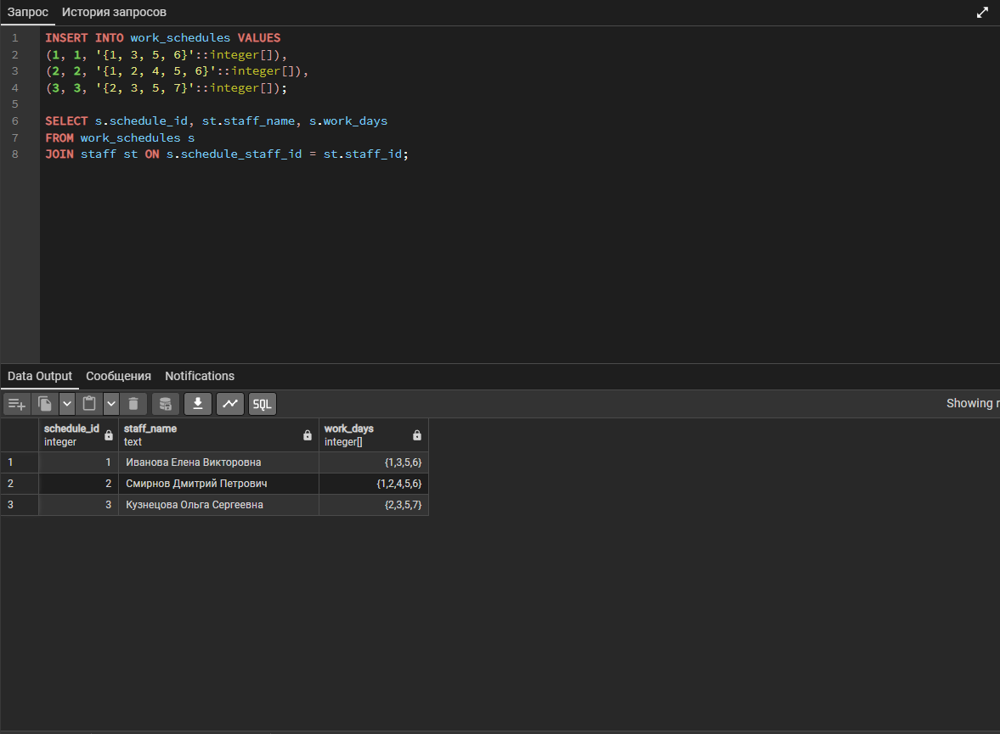 Запрос История запросов
1 INSERT INTO work_schedules VALUES
2 (1, 1, '{1, 3, 5, 6}'::integer[]),
3 (2, 2, '{1, 2, 4, 5, 6}'::integer[]),
4 (3, 3, '{2, 3, 5, 7}'::integer[]);
5
6 SELECT s.schedule_id, st.staff_name, s.work_days
7 FROM work_schedules s
8 JOIN staff st ON s.schedule_staff_id = st.staff_id;
Data Output Сообщения Notifications
SQL Showing r
schedule_id staff_name work_days
integer text integer[]
1 1 Иванова Елена Викторовна {1,3,5,6}
2 2 Смирнов Дмитрий Петрович {1,2,4,5,6}
3 3 Кузнецова Ольга Сергеевна {2,3,5,7}